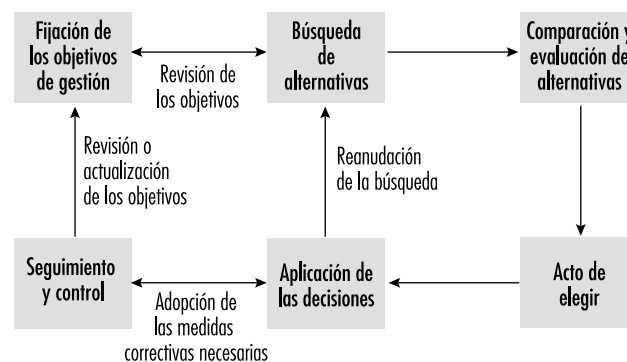 Fijación de
los objetivos
de gestión
Revisión de
los objetivos
Búsqueda
de
alternativas
Comparación y
evaluación de
alternativas
Revisión o
actualización
de los objetivos
Reanudación
de la búsqueda
Seguimiento
y control
Adopción de
las medidas
correctivas necesarias
Aplicación de
las decisiones
Acto de
elegir